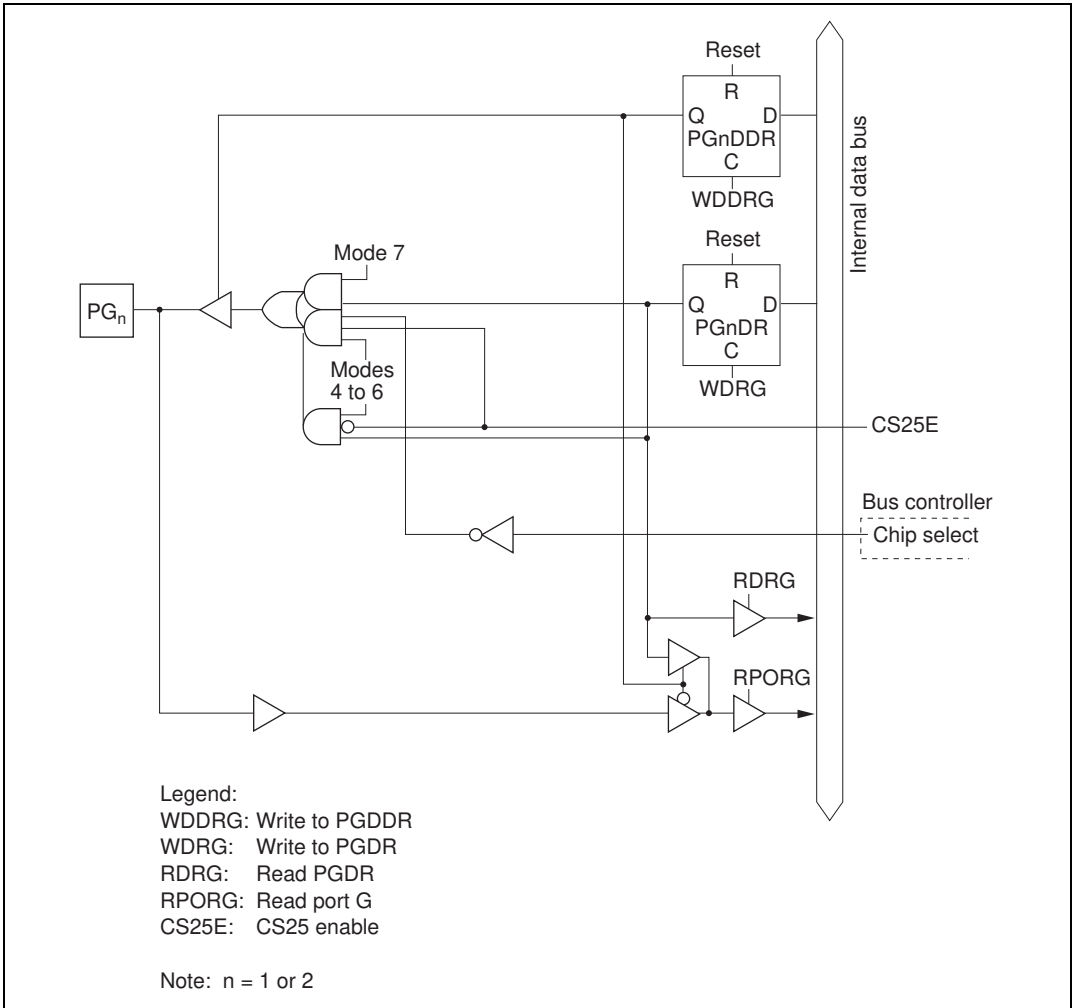 Reset
R
Q D
PGnDDR
C
WDDRG
Internal data bus
Reset
Mode 7
R
Q D
PGn
PGnDR
C
Modes
4 to 6
WDRG
CS25E
Bus controller
Chip select
RDRG
RPORG
Legend:
WDDRG: Write to PGDDR
WDRG: Write to PGDR
RDRG: Read PGDR
RPORG: Read port G
CS25E: CS25 enable
Note: n = 1 or 2